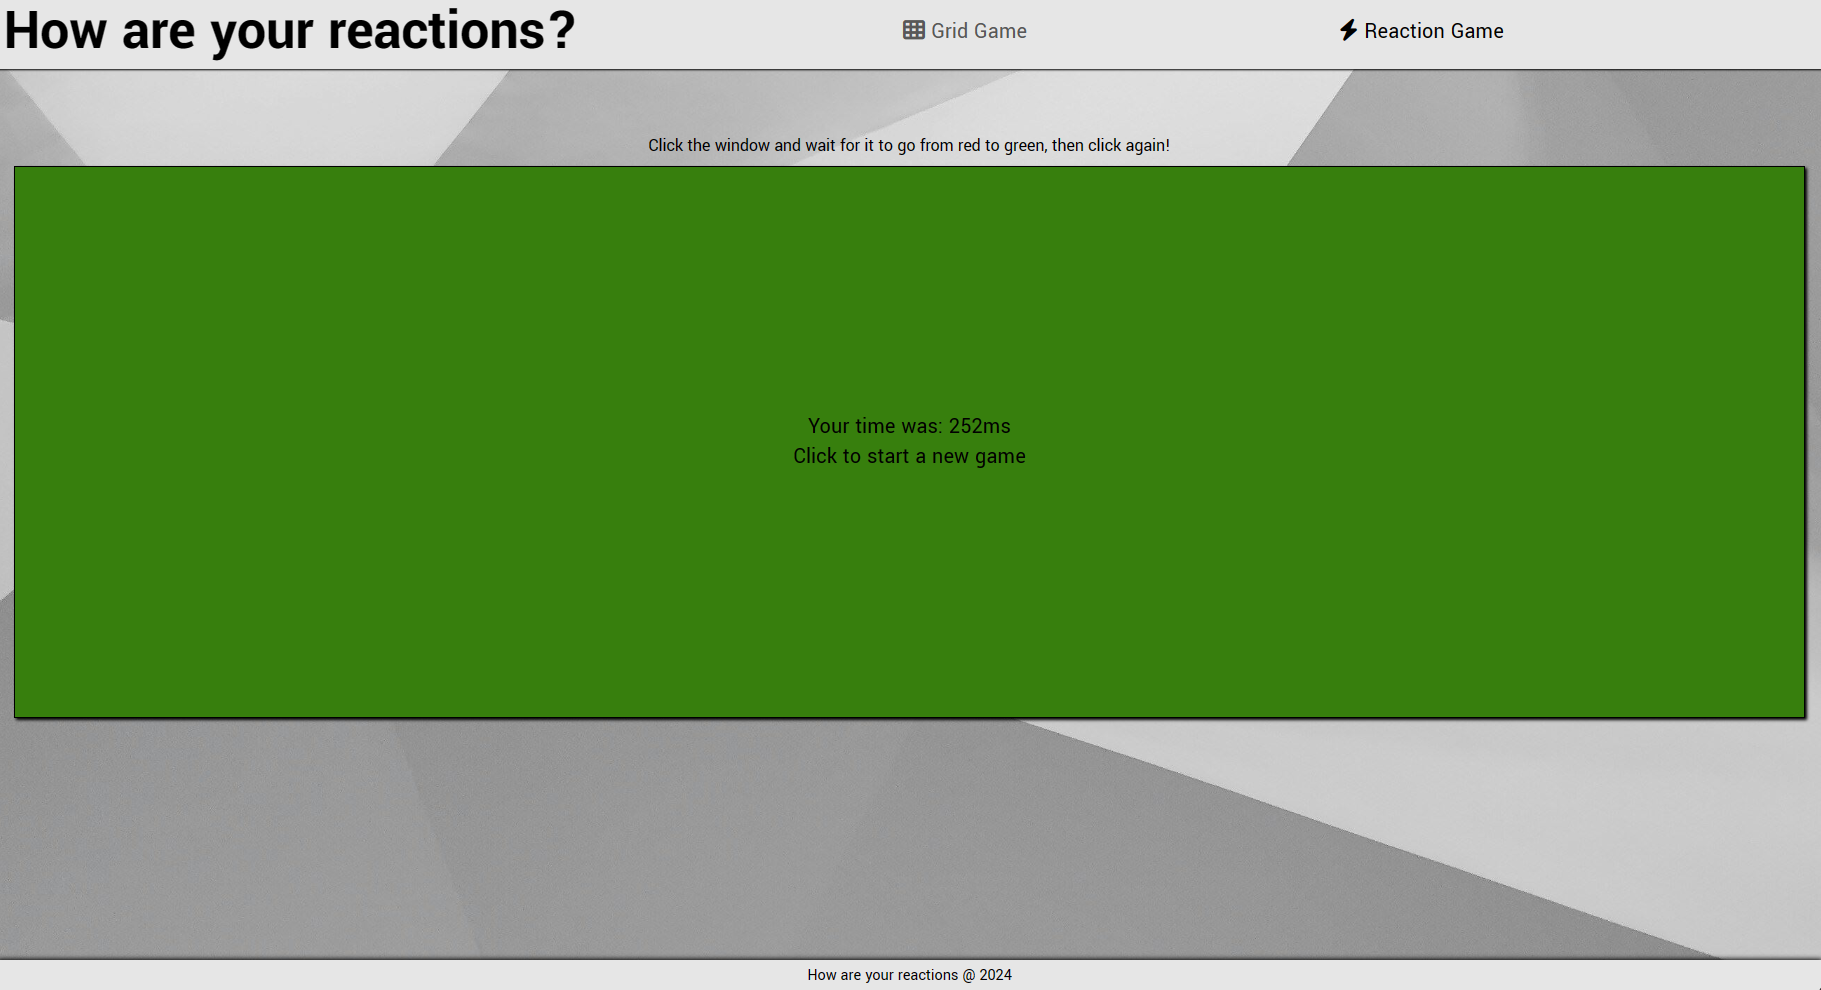 How are your reactions?
Grid Game
Reaction Game
Click the window and wait for it to go from red to green, then click again!
Your time was: 252ms
Click to start a new game
How are your reactions @ 2024